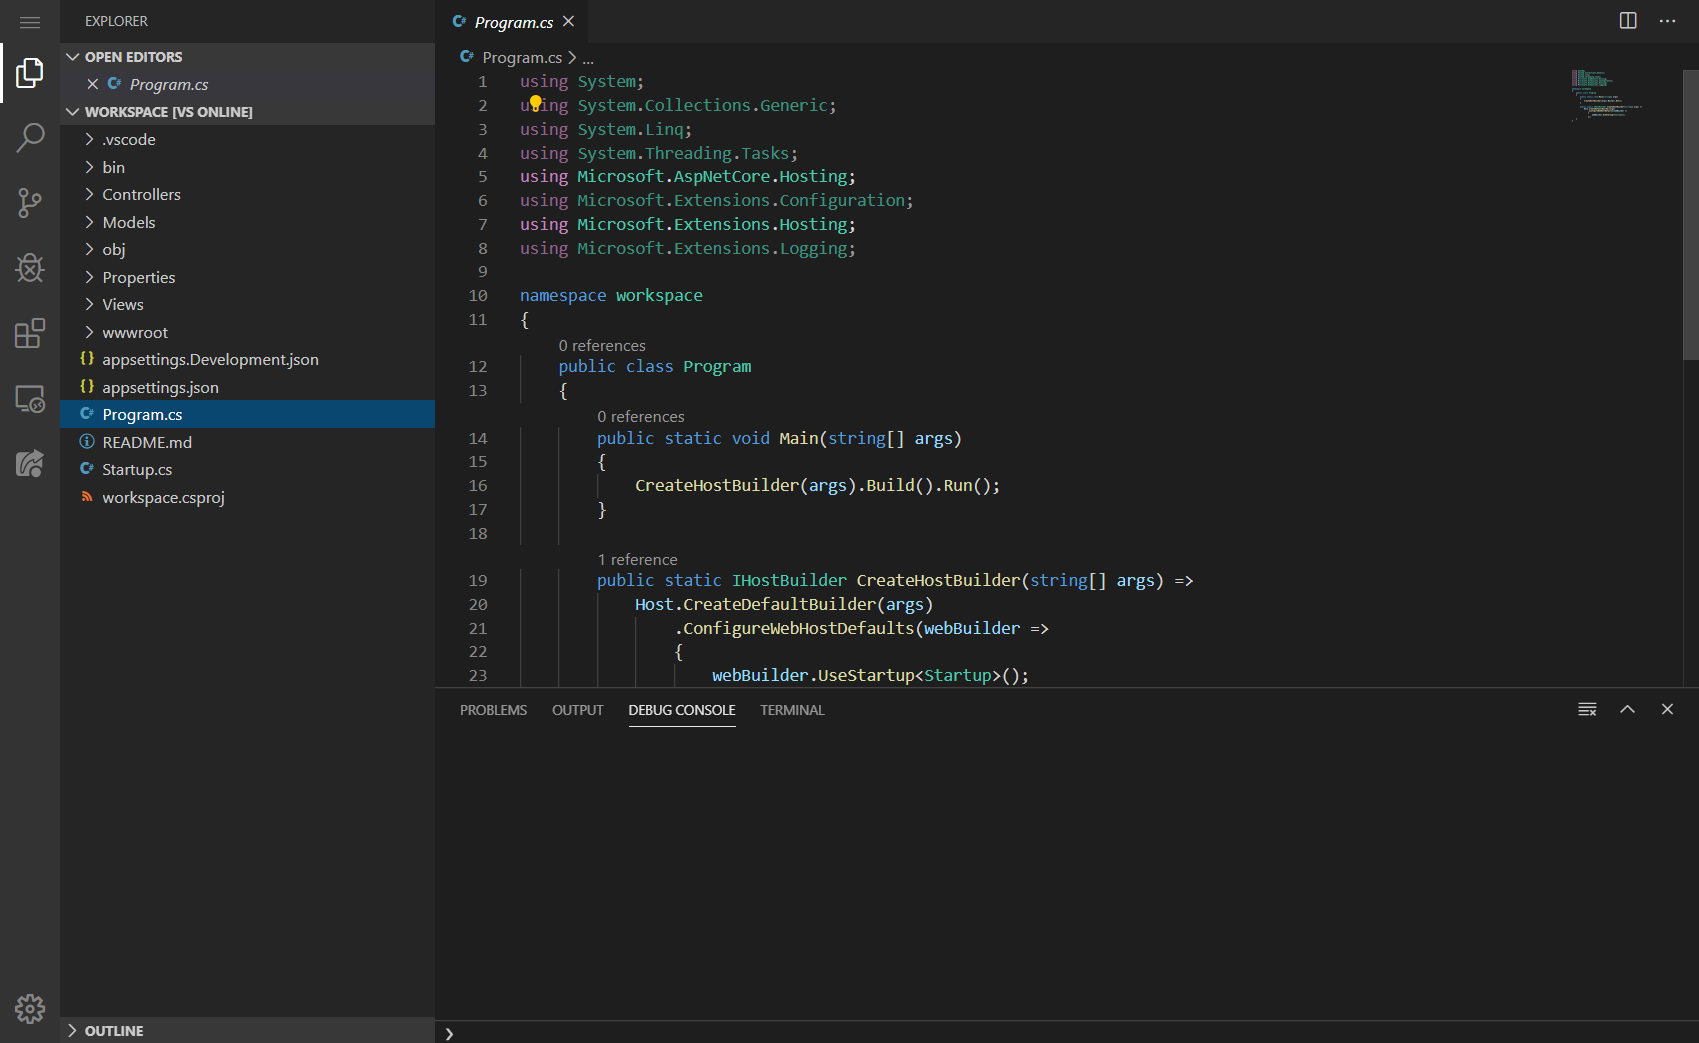 EXPLORER
OPEN EDITORS
Program.cs
WORKSPACE [VS ONLINE]
.vscode
bin
Controllers
Models
obj
Properties
Views
wwwroot
appsettings.Development.json
appsettings.json
Program.cs
README.md
Startup.cs
workspace.csproj
OUTLINE
Program.cs
Program.cs > ...
1 using System;
2 using System.Collections.Generic;
3 using System.Linq;
4 using System.Threading.Tasks;
5 using Microsoft.AspNetCore.Hosting;
6 using Microsoft.Extensions.Configuration;
7 using Microsoft.Extensions.Hosting;
8 using Microsoft.Extensions.Logging;
9
10 namespace workspace
11 {
0 references
12 public class Program
13 {
0 references
14 public static void Main(string[] args)
15 {
16 CreateHostBuilder(args).Build().Run();
17 }
18
1 reference
19 public static IHostBuilder CreateHostBuilder(string[] args) =>
20 Host.CreateDefaultBuilder(args)
21 .ConfigureWebHostDefaults(webBuilder =>
22 {
23 webBuilder.UseStartup<Startup>();
PROBLEMS OUTPUT DEBUG CONSOLE TERMINAL